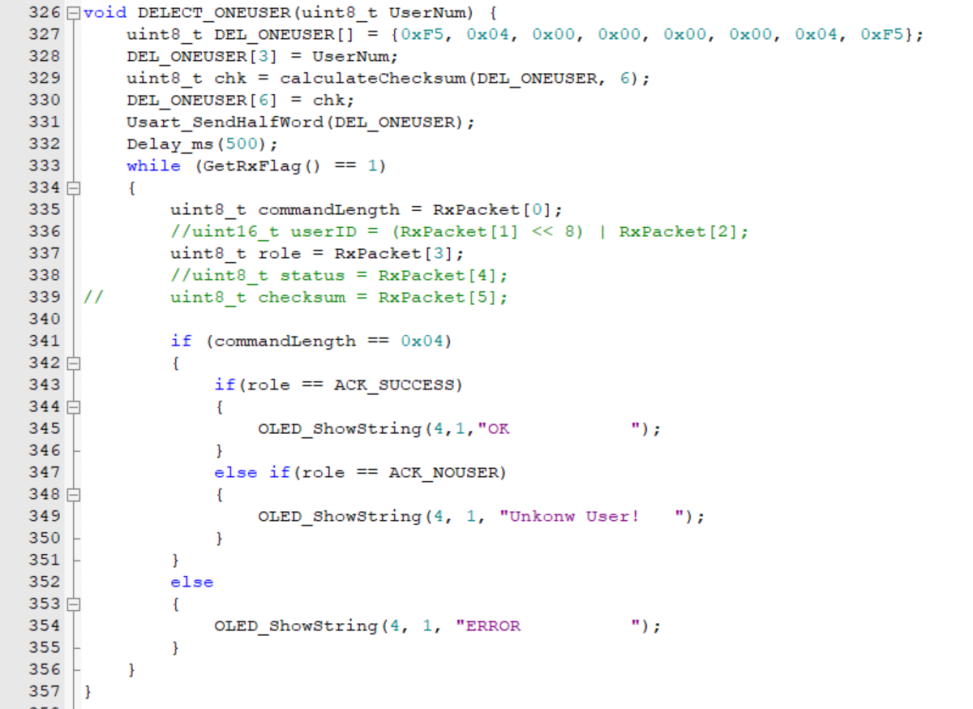 326 void DELECT_ONEUSER(uint8_t UserNum) {
327     uint8_t DEL_ONEUSER[] = {0xF5, 0x04, 0x00, 0x00, 0x00, 0x00, 0x04, 0xF5};
328     DEL_ONEUSER[3] = UserNum;
329     uint8_t chk = calculateChecksum(DEL_ONEUSER, 6);
330     DEL_ONEUSER[6] = chk;
331     Usart_SendHalfWord(DEL_ONEUSER);
332     Delay_ms(500);
333     while (GetRxFlag() == 1)
334     {
335         uint8_t commandLength = RxPacket[0];
336         //uint16_t userID = (RxPacket[1] << 8) | RxPacket[2];
337         uint8_t role = RxPacket[3];
338         //uint8_t status = RxPacket[4];
339 //      uint8_t checksum = RxPacket[5];
340
341         if (commandLength == 0x04)
342         {
343             if(role == ACK_SUCCESS)
344             {
345                 OLED_ShowString(4,1,"OK           ");
346             }
347             else if(role == ACK_NOUSER)
348             {
349                 OLED_ShowString(4, 1, "Unkonw User!   ");
350             }
351         }
352         else
353         {
354             OLED_ShowString(4, 1, "ERROR          ");
355         }
356     }
357 }